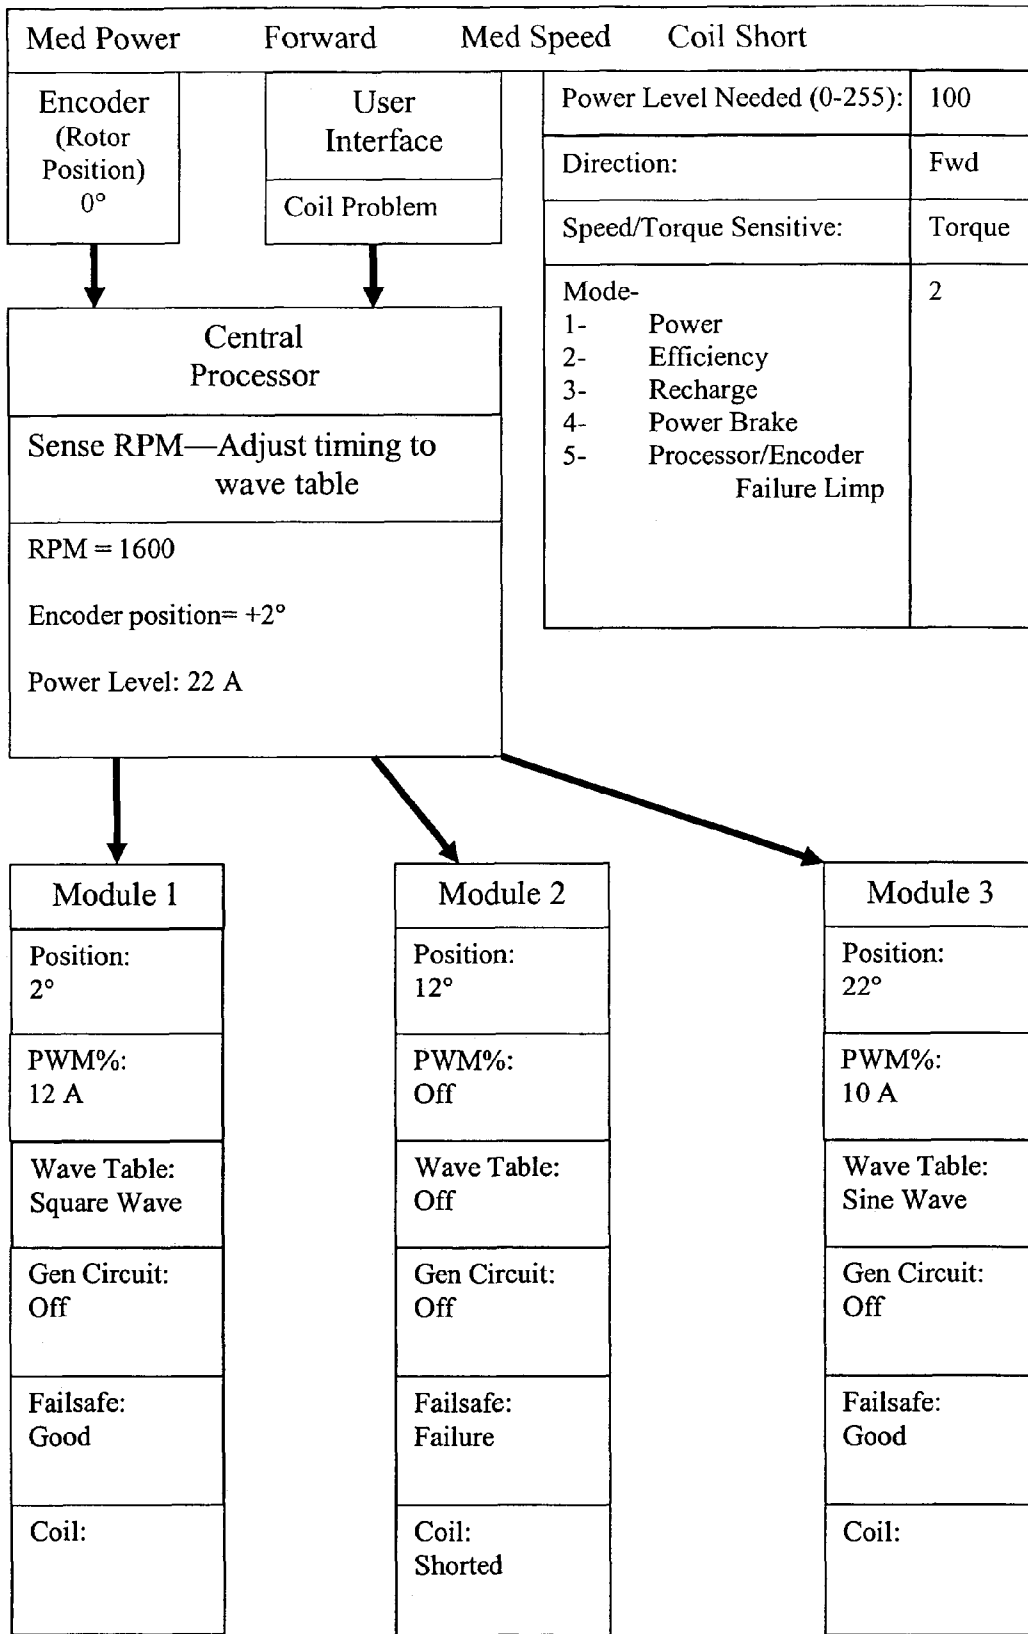 Med Power Forward Med Speed Coil Short
Encoder
(Rotor
Position)
0°
User
Interface
Coil Problem
Power Level Needed (0-255): 100
Direction: Fwd
Speed/Torque Sensitive: Torque
Mode- 2
1- Power
2- Efficiency
3- Recharge
4- Power Brake
5- Processor/Encoder
Failure Limp
Central
Processor
Sense RPM—Adjust timing to
wave table
RPM = 1600
Encoder position= +2°
Power Level: 22 A
Module 1
Position:
2°
PWM%:
12 A
Wave Table:
Square Wave
Gen Circuit:
Off
Failsafe:
Good
Coil:
Module 2
Position:
12°
PWM%:
Off
Wave Table:
Off
Gen Circuit:
Off
Failsafe:
Failure
Coil:
Shorted
Module 3
Position:
22°
PWM%:
10 A
Wave Table:
Sine Wave
Gen Circuit:
Off
Failsafe:
Good
Coil: